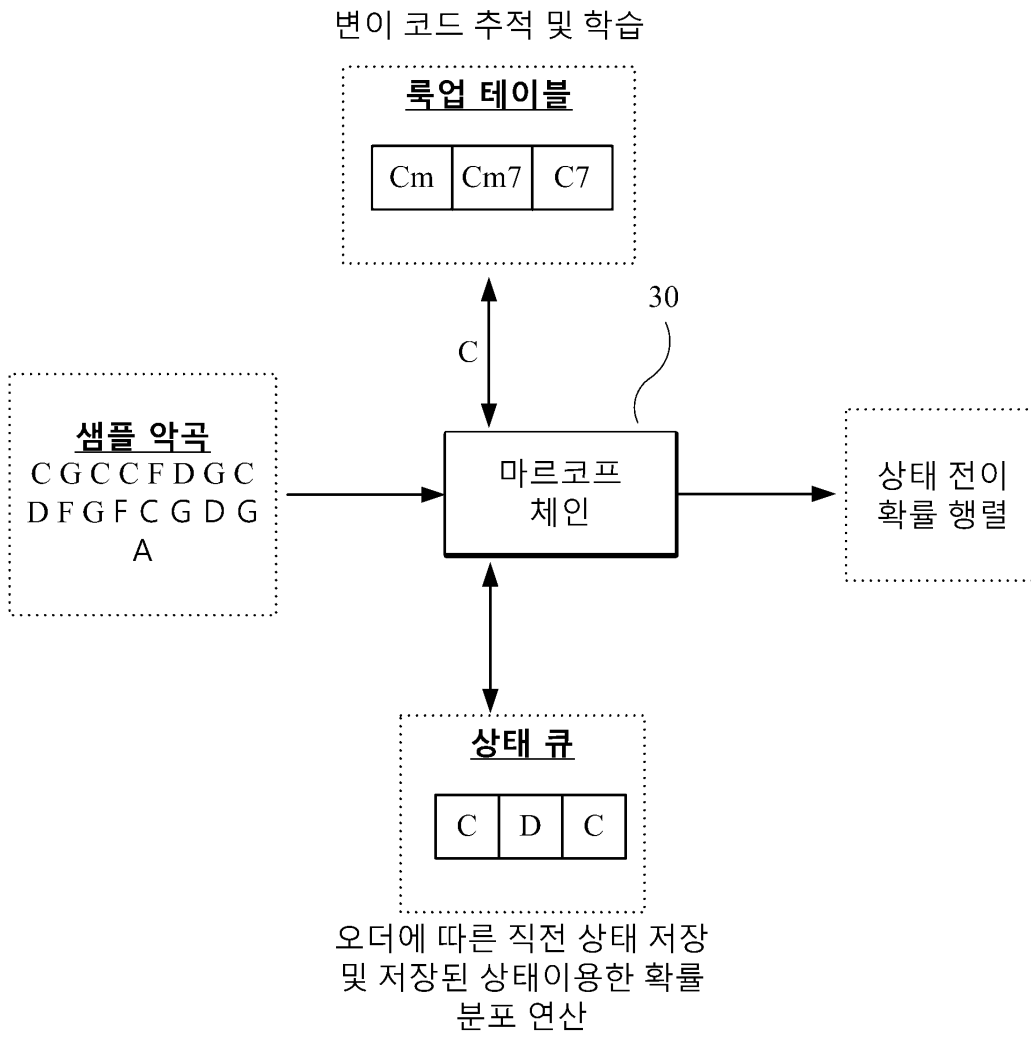 변이 코드 추적 및 학습
룩업 테이블
Cm Cm7 C7
30
C
샘플 악곡
C G C C F D G C
D F G F C G D G
A
마르코프
체인
상태 전이
확률 행렬
상태 큐
C D C
오더에 따른 직전 상태 저장
및 저장된 상태이용한 확률
분포 연산